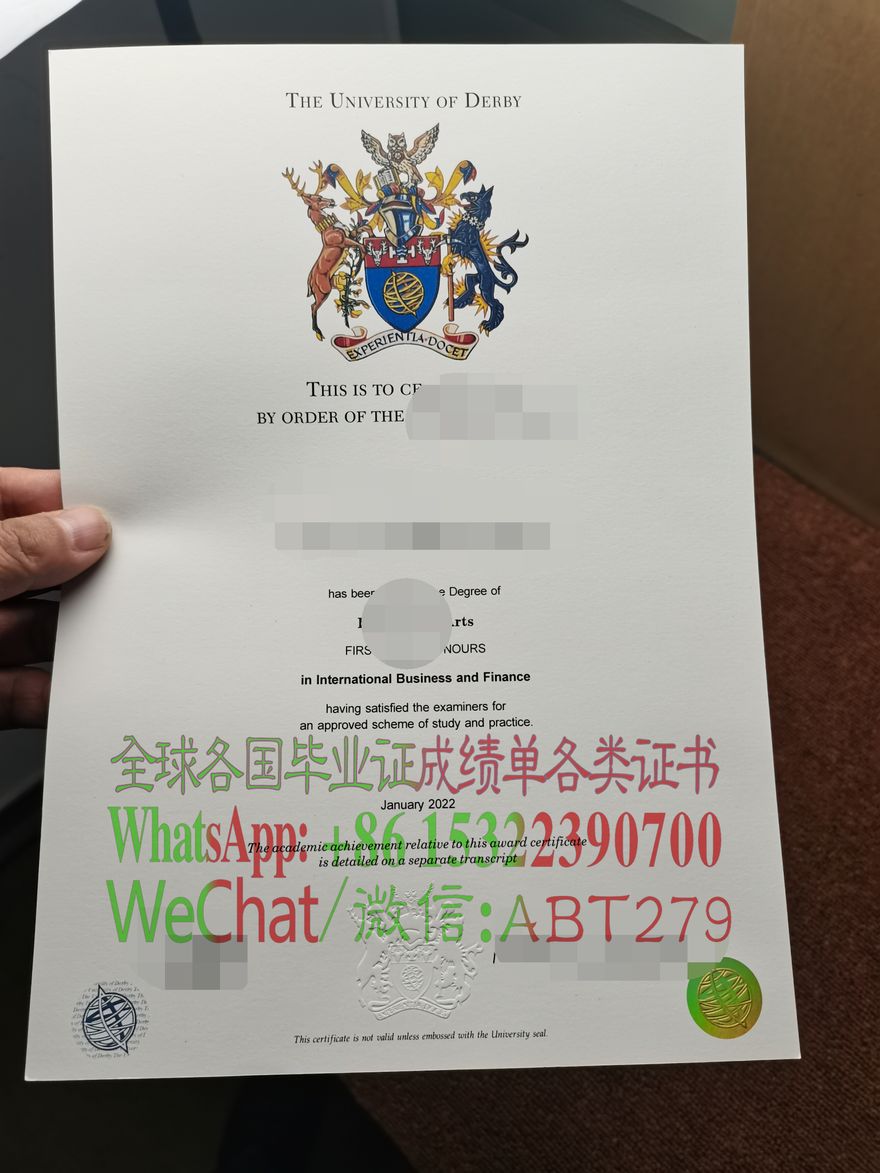 THE UNIVERSITY OF DERBY
EXPERIENTIA DOCET
THIS IS TO
BY ORDER OF THE
has been Degree of
in International Business and Finance
having satisfied the examiners for
an approved scheme of study and practice.
全球各国毕业证成绩单各类证书
January 2022
WhatsApp: +86 15322390700
The academic achievement relative to this award certificate
is detailed on a separate transcript
WeChat/微信:ABT279
This certificate is not valid unless embossed with the University seal.